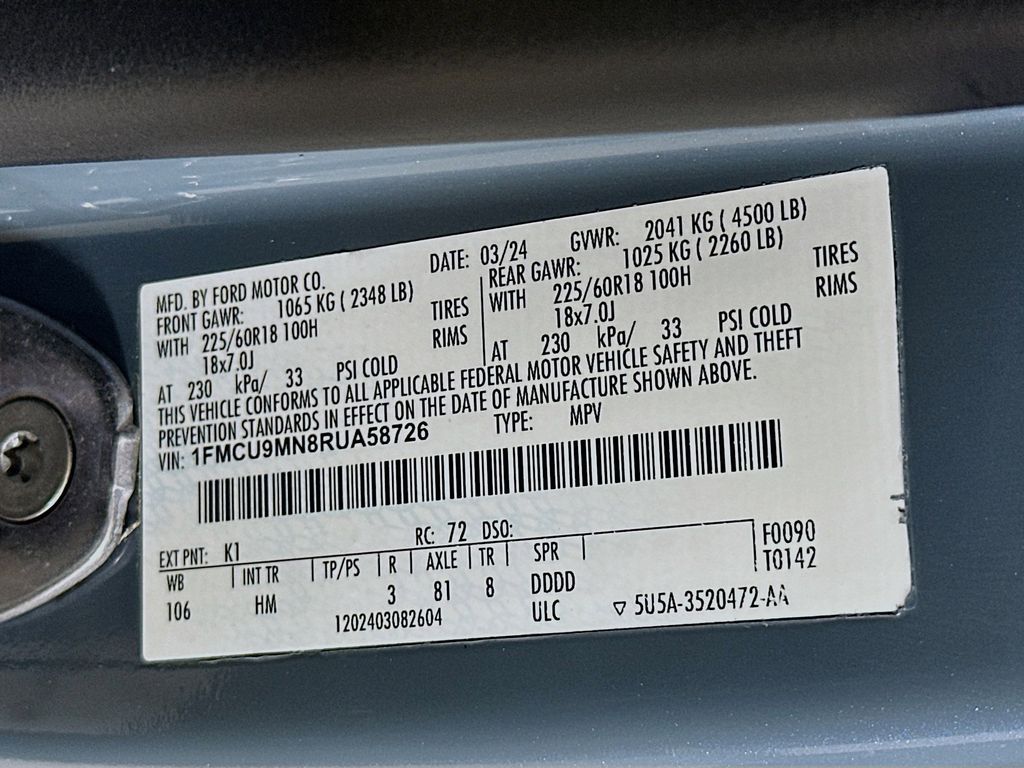 MFD. BY FORD MOTOR CO. DATE: 03/24 GVWR: 2041 KG ( 4500 LB)
FRONT GAWR: 1065 KG ( 2348 LB) REAR GAWR: 1025 KG ( 2260 LB)
WITH 225/60R18 100H TIRES WITH 225/60R18 100H TIRES
18x7.0J RIMS 18x7.0J RIMS
AT 230 kPa/ 33 PSI COLD AT 230 kPa/ 33 PSI COLD
THIS VEHICLE CONFORMS TO ALL APPLICABLE FEDERAL MOTOR VEHICLE SAFETY AND THEFT
PREVENTION STANDARDS IN EFFECT ON THE DATE OF MANUFACTURE SHOWN ABOVE.
VIN: 1FMCU9MN8RUA58726 TYPE: MPV
EXT PNT: K1 RC: 72 DSO: F0090
WB INT TR TP/PS R AXLE TR SPR T0142
106 HM 3 81 8 DDDD
1202403082604 ULC 5U5A-3520472-AA